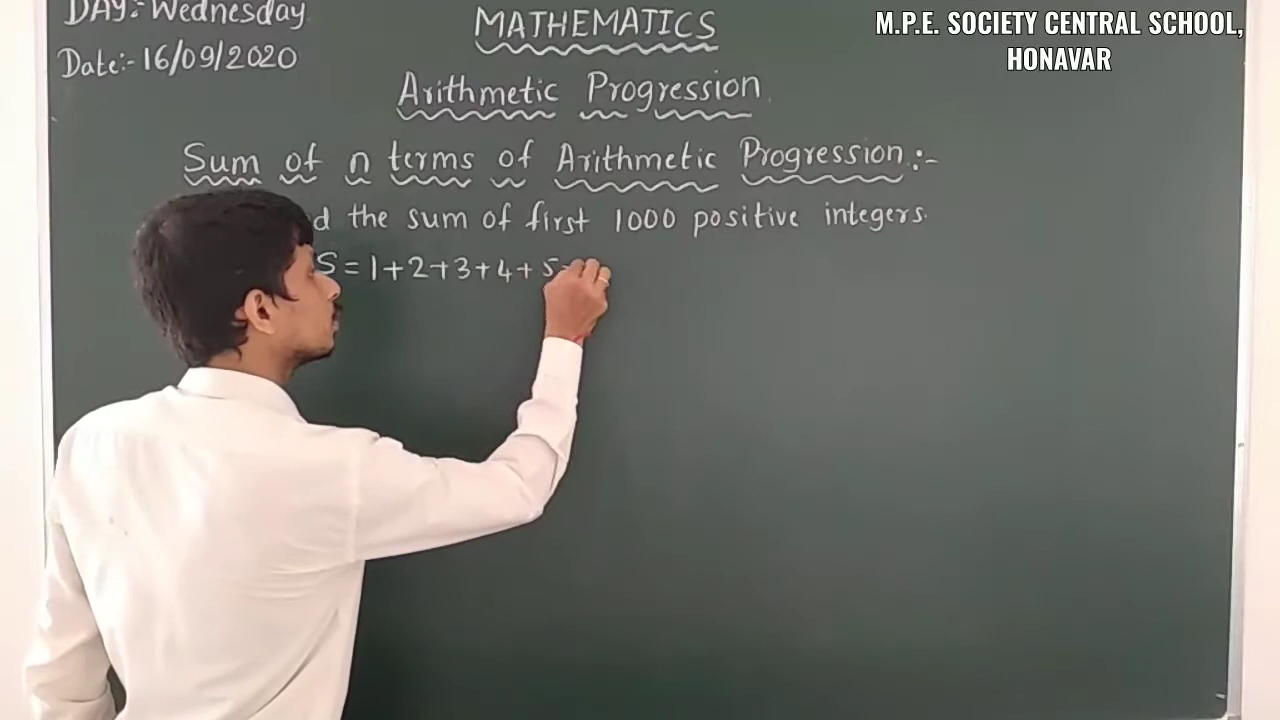 DAY:- Wednesday
Date:- 16/09/2020
MATHEMATICS
M.P.E. SOCIETY CENTRAL SCHOOL,
HONAVAR
Arithmetic Progression
Sum of n terms of Arithmetic Progression :-
the sum of first 1000 positive integers.
S = 1 + 2 + 3 + 4 + 5